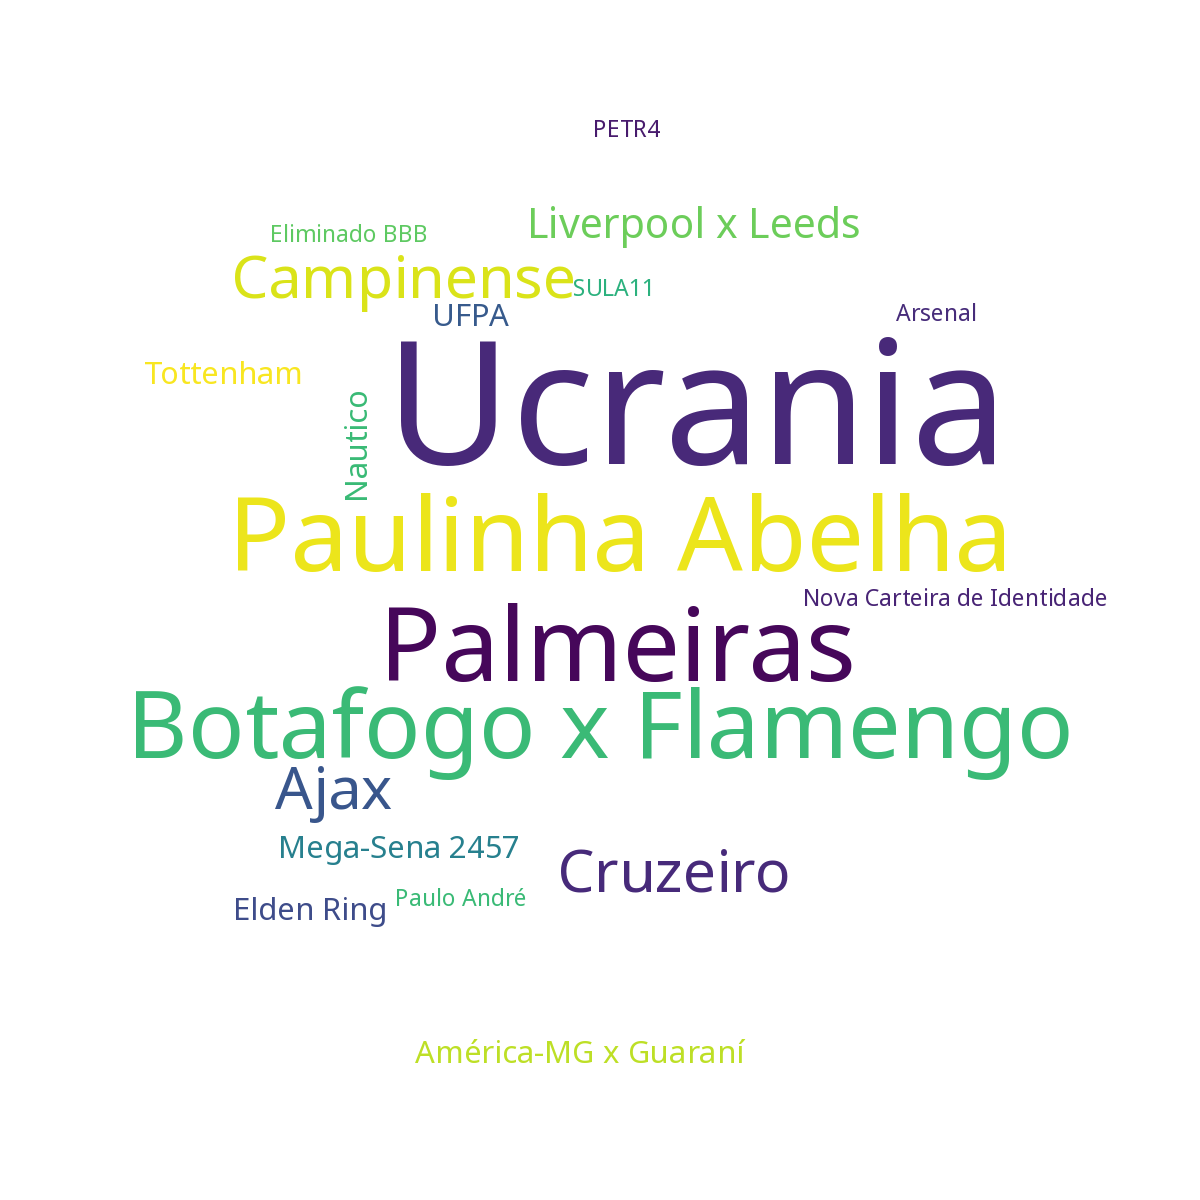 PETR4
Liverpool x Leeds
Eliminado BBB
Campinense
SULA11
UFPA
Arsenal
Ucrania
Tottenham
Nautico
Paulinha Abelha
Nova Carteira de Identidade
Palmeiras
Botafogo x Flamengo
Ajax
Mega-Sena 2457
Cruzeiro
Paulo André
Elden Ring
América-MG x Guaraní